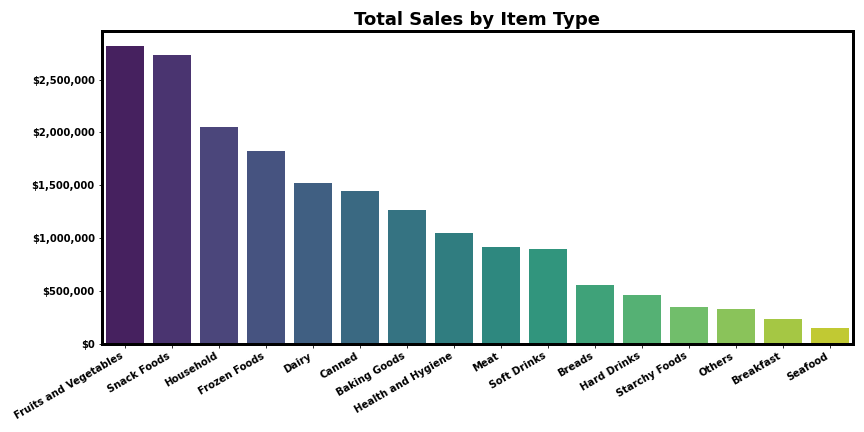 Total Sales by Item Type
$2,500,000
$2,000,000
$1,500,000
$1,000,000
$500,000
$0
Fruits and Vegetables
Snack Foods
Household
Frozen Foods
Dairy
Canned
Baking Goods
Health and Hygiene
Meat
Soft Drinks
Breads
Hard Drinks
Starchy Foods
Others
Breakfast
Seafood